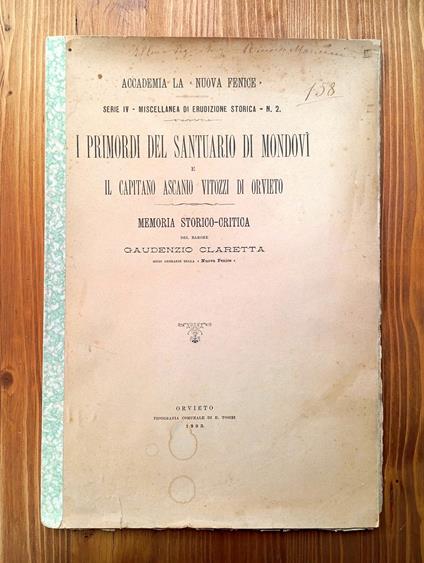 158
ACCADEMIA LA « NUOVA FENICE »
SERIE IV - MISCELLANEA DI ERUDIZIONE STORICA - N. 2.
I PRIMORDI DEL SANTUARIO DI MONDOVÌ
E
IL CAPITANO ASCANIO VITOZZI DI ORVIETO
MEMORIA STORICO-CRITICA
DEL BARONE
GAUDENZIO CLARETTA
SOCIO ONORARIO DELLA « Nuova Fenice »
ORVIETO
TIPOGRAFIA COMUNALE DI E. TOSINI